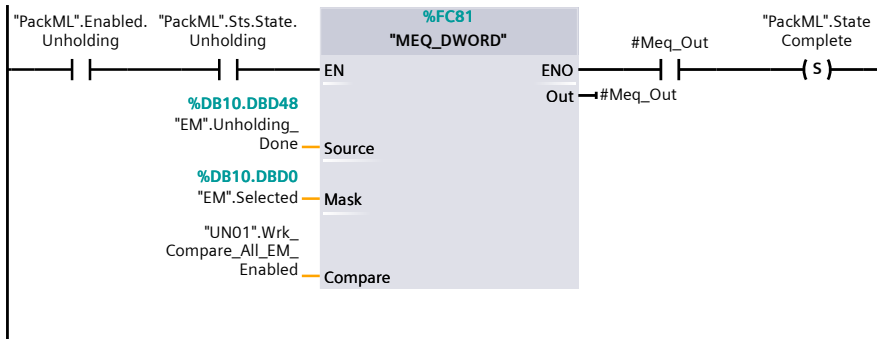 "PackML".Enabled.
Unholding
"PackML".Sts.State.
Unholding
%FC81
"MEQ_DWORD"
#Meq_Out
"PackML".State
Complete
EN
ENO
S
Out
#Meq_Out
%DB10.DBD48
"EM".Unholding_
Done
Source
%DB10.DBD0
"EM".Selected
Mask
"UN01".Wrk_
Compare_All_EM_
Enabled
Compare